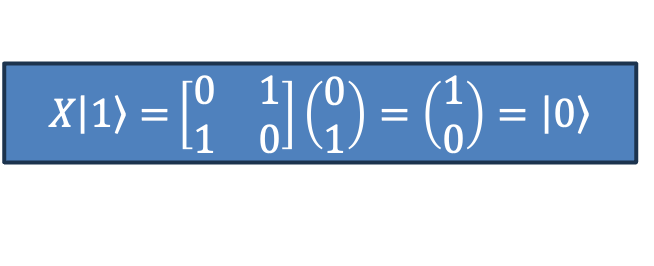 X|1⟩ = [0 1 1 0] (0 1) = (1 0) = |0⟩